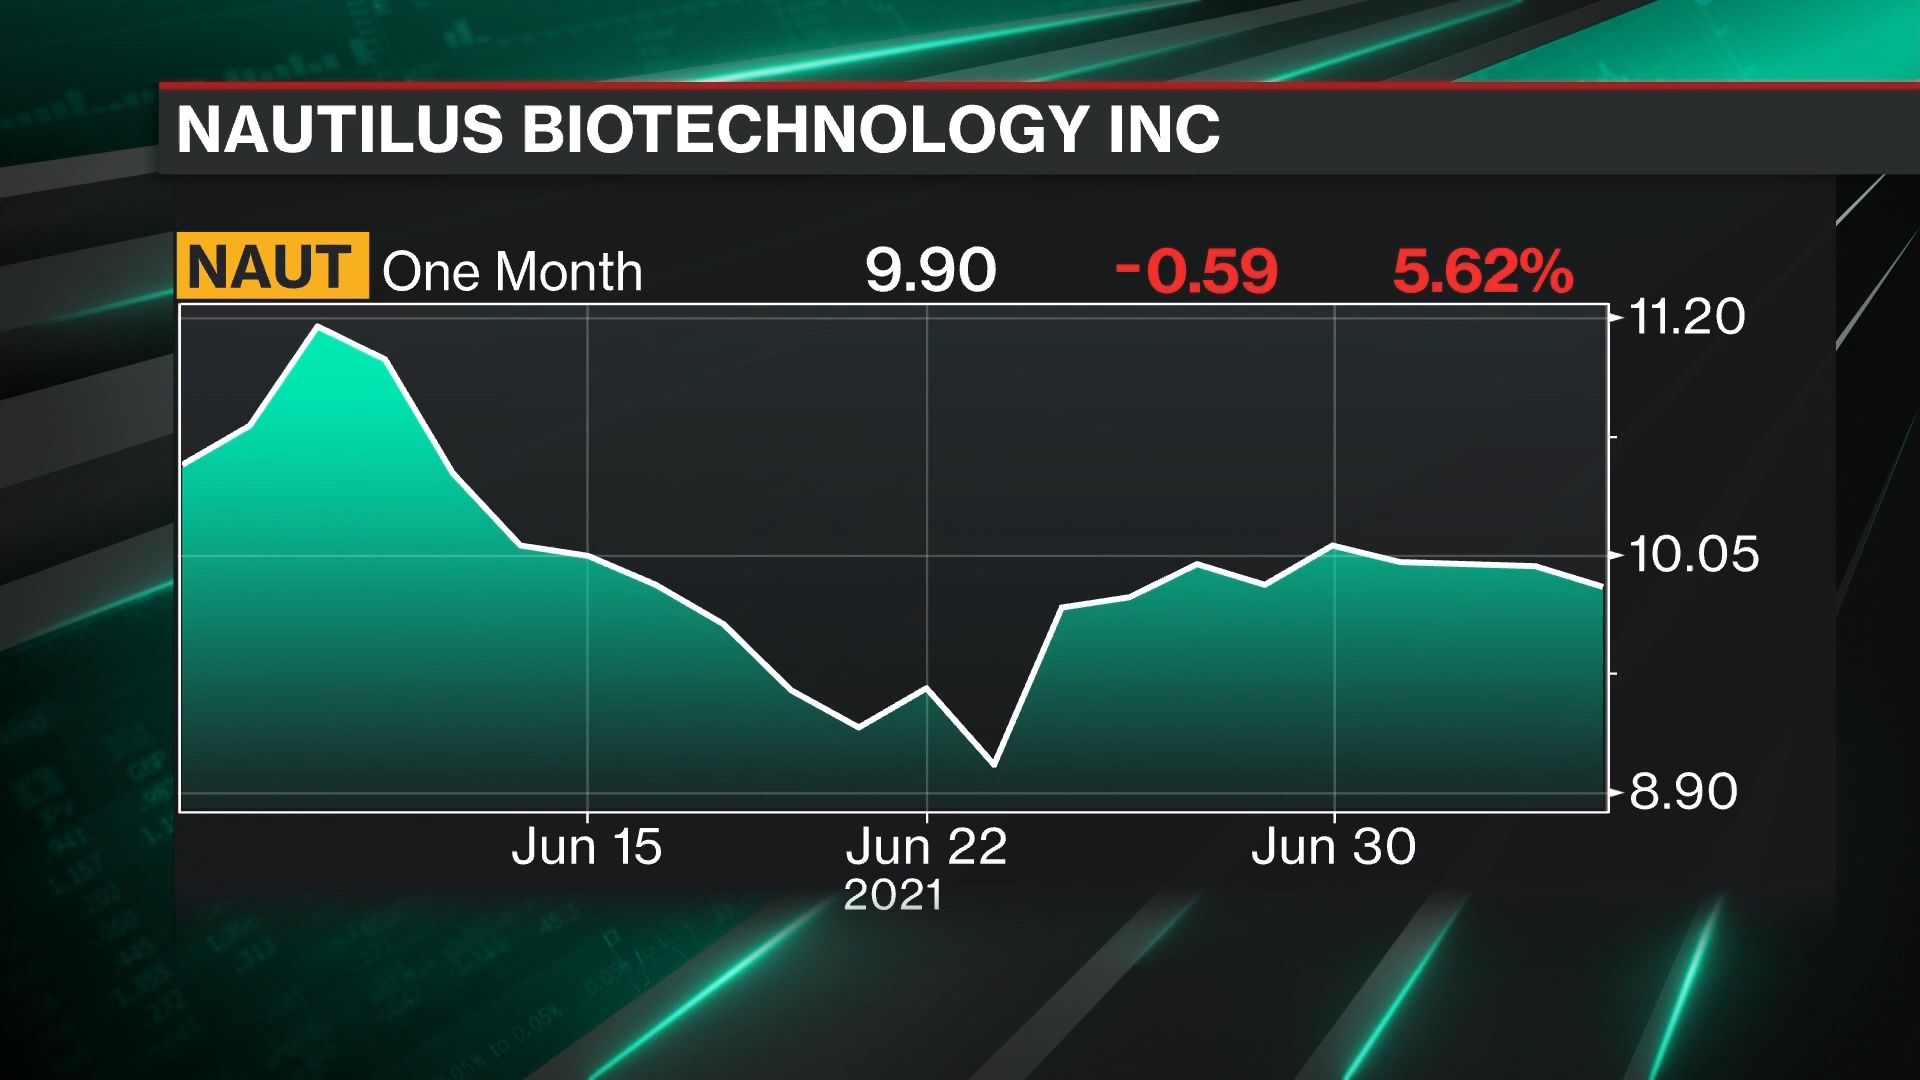 NAUTILUS BIOTECHNOLOGY INC
NAUT One Month 9.90 -0.59 5.62%
11.20
10.05
8.90
Jun 15 Jun 22 Jun 30
2021